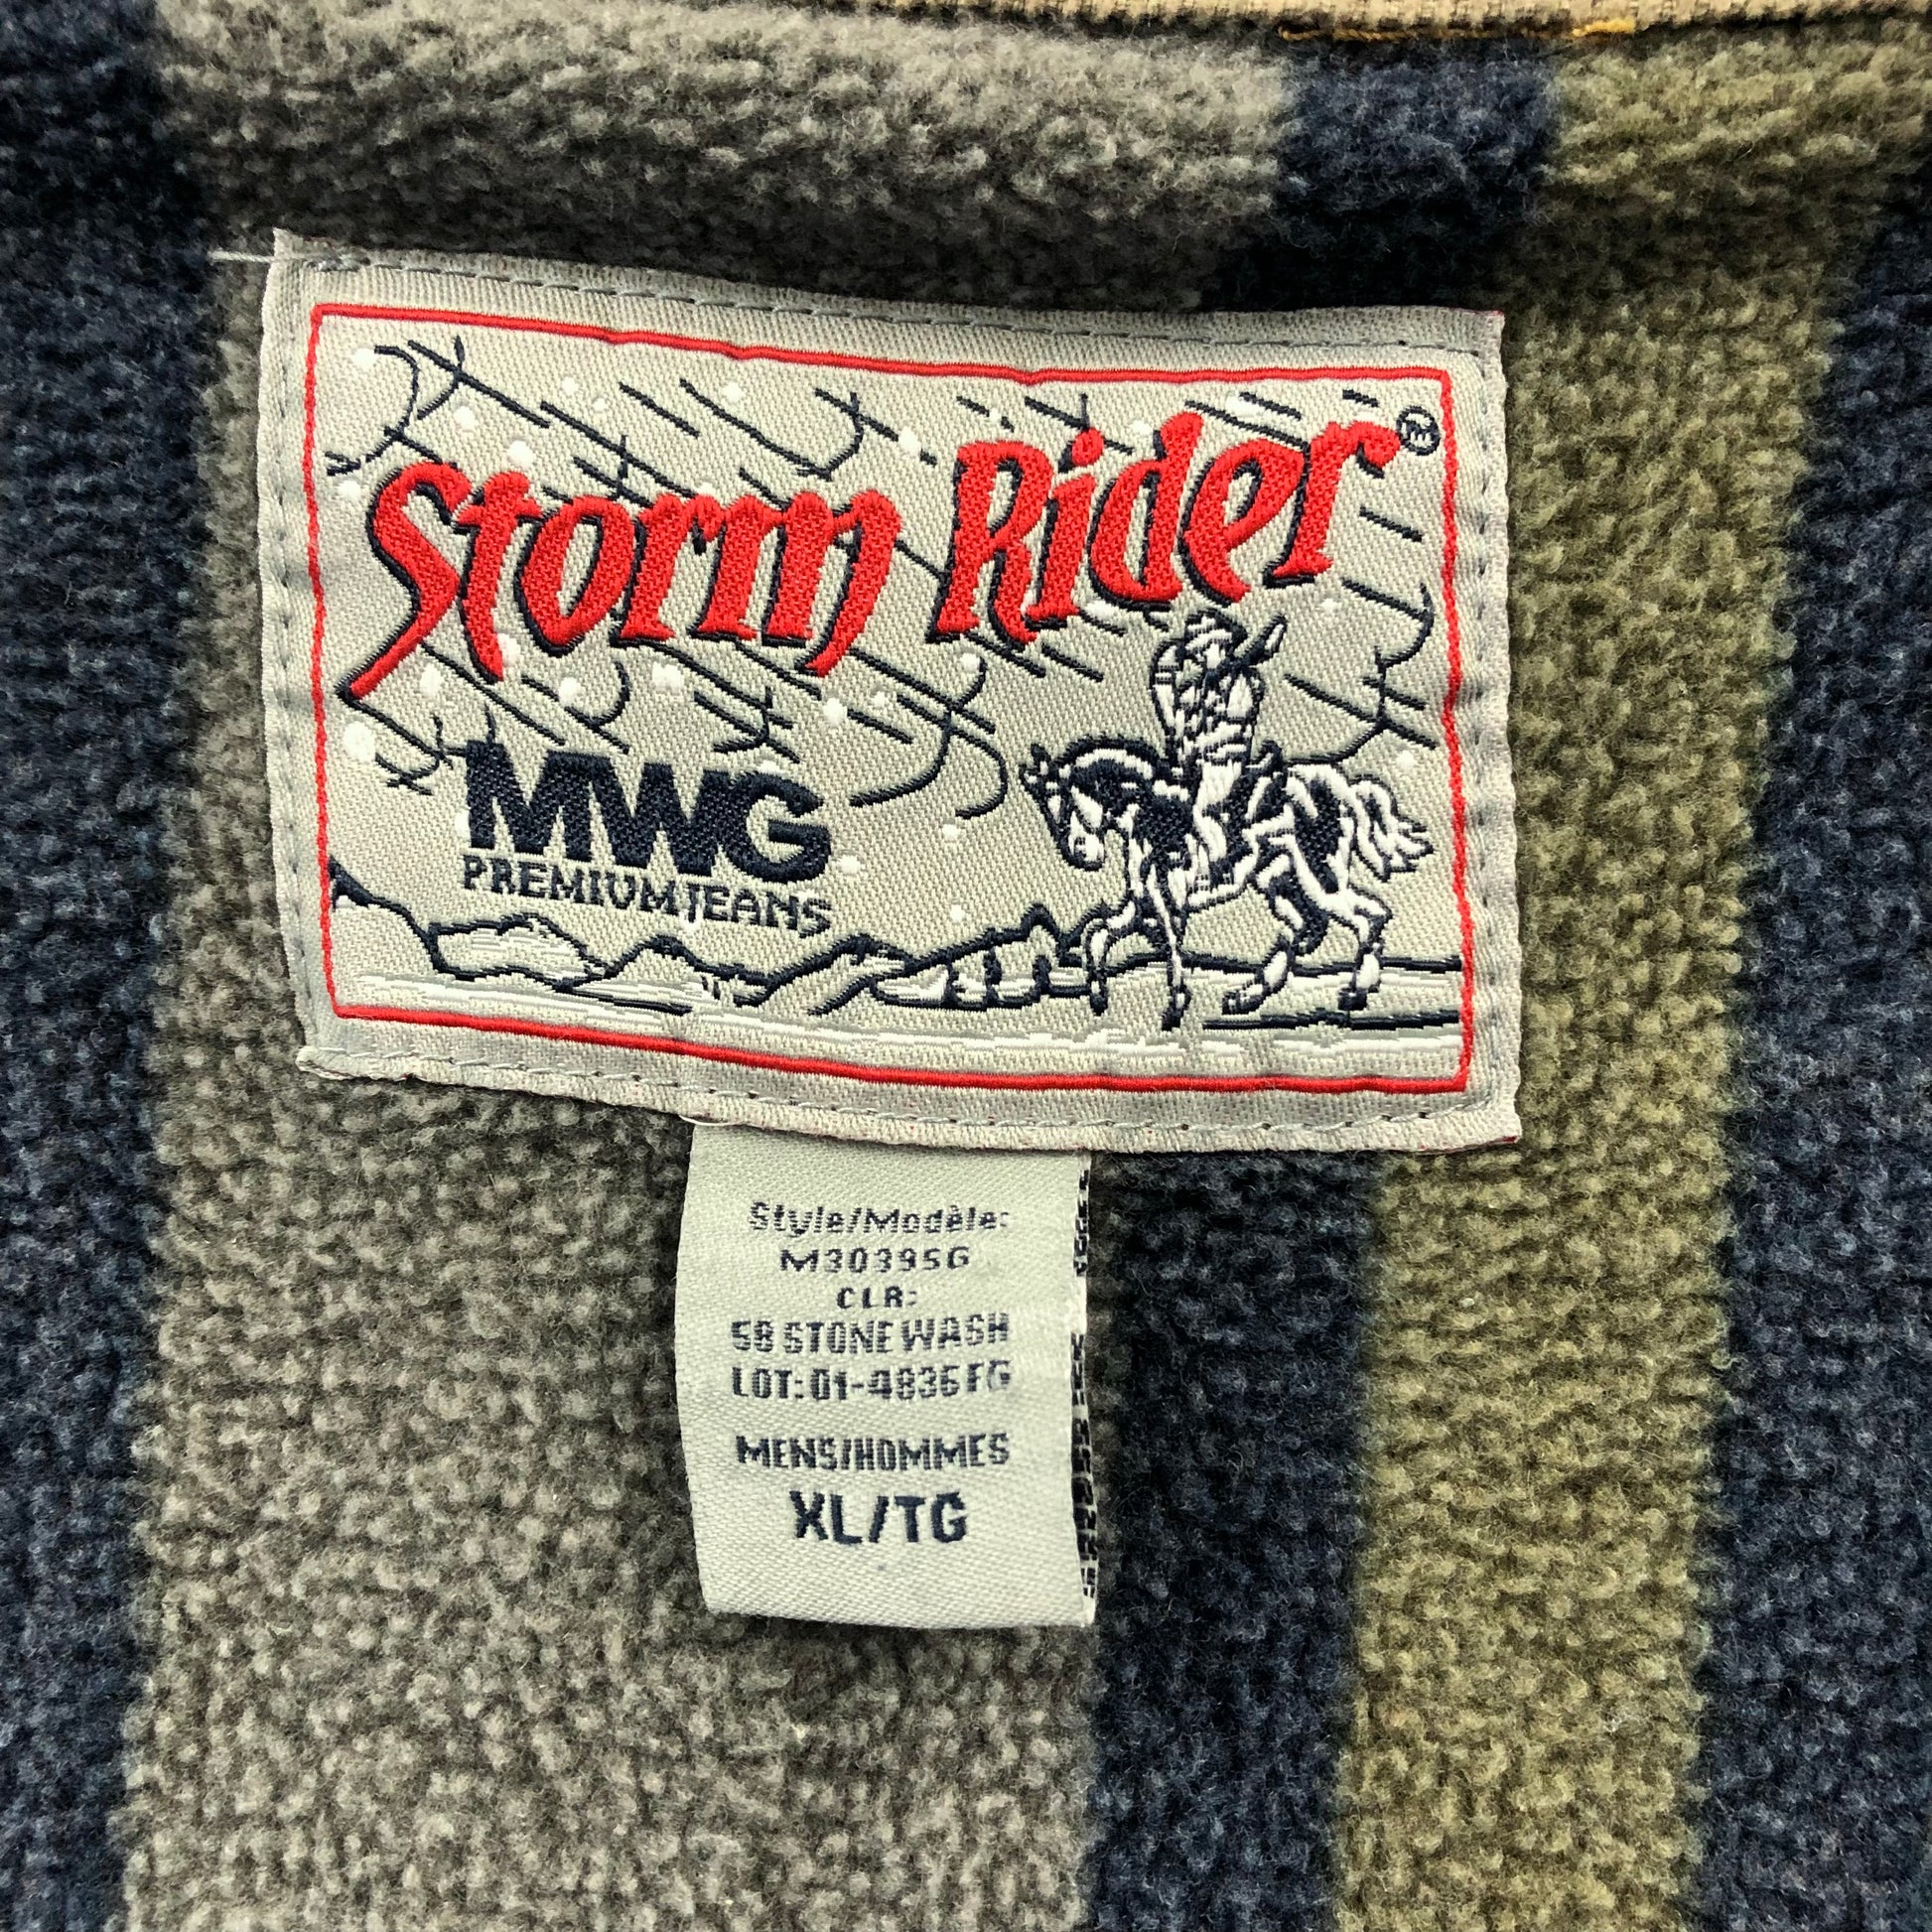 Storm Rider®
MWG
PREMIUM JEANS
Style/Modèle:
M30395G
CLR:
58 STONE WASH
LOT:01-4836FG
MENS/HOMMES
XL/TG